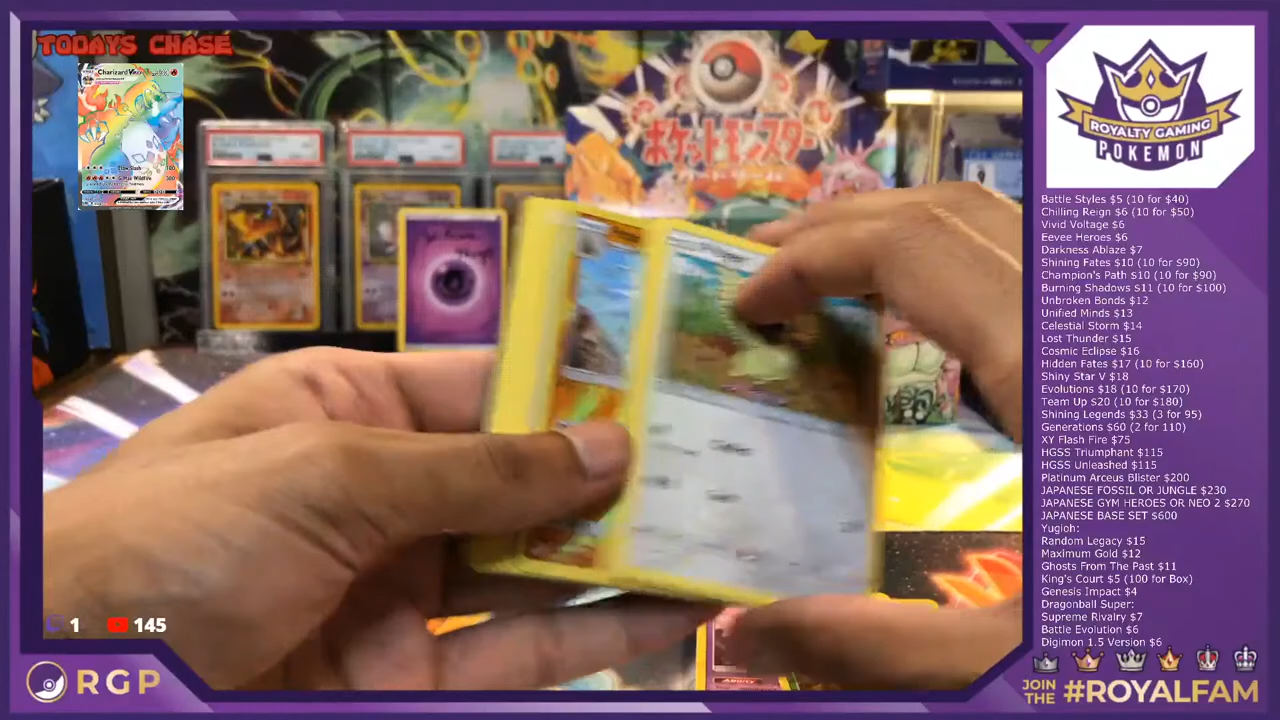 TODAYS CHASE
Charizard
G-Max Wildfire
300
ポケットモンスター
ROYALTY GAMING
POKEMON
Battle Styles $5 (10 for $40)
Chilling Reign $6 (10 for $50)
Vivid Voltage $6
Eevee Heroes $6
Darkness Ablaze $7
Shining Fates $10 (10 for $90)
Champion's Path $10 (10 for $90)
Burning Shadows $11 (10 for $100)
Unbroken Bonds $12
Unified Minds $13
Celestial Storm $14
Lost Thunder $15
Cosmic Eclipse $16
Hidden Fates $17 (10 for $160)
Shiny Star V $18
Evolutions $18 (10 for $170)
Team Up $20 (10 for $180)
Shining Legends $33 (3 for 95)
Generations $60 (2 for 110)
XY Flash Fire $75
HGSS Triumphant $115
HGSS Unleashed $115
Platinum Arceus Blister $200
JAPANESE FOSSIL OR JUNGLE $230
JAPANESE GYM HEROES OR NEO 2 $270
JAPANESE BASE SET $600
Yugioh:
Random Legacy $15
Maximum Gold $12
Ghosts From The Past $11
King's Court $5 (100 for Box)
Genesis Impact $4
Dragonball Super:
Supreme Rivalry $7
Battle Evolution $6
Digimon 1.5 Version $6
1
145
RGP
JOIN
THE
#ROYALFAM